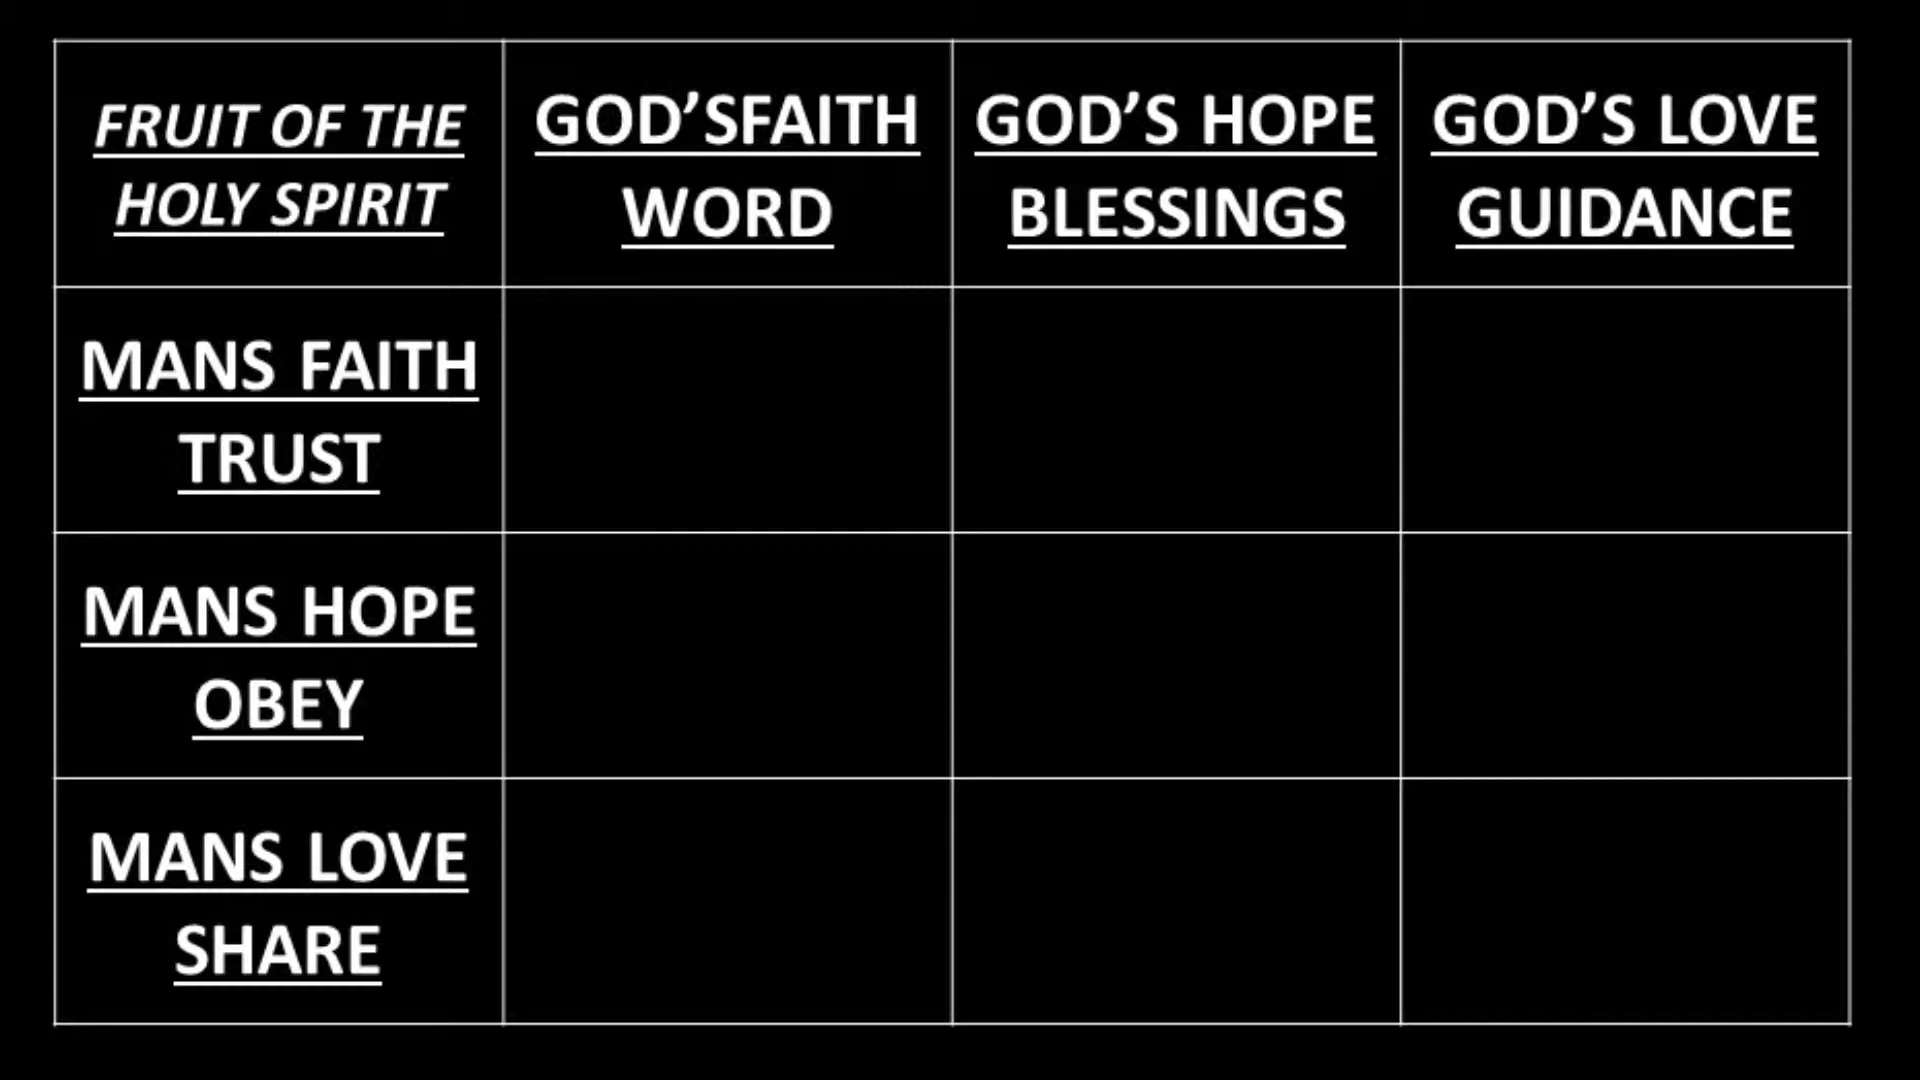 FRUIT OF THE
HOLY SPIRIT
GOD'SFAITH
WORD
GOD'S HOPE
BLESSINGS
GOD'S LOVE
GUIDANCE
MANS FAITH
TRUST
MANS HOPE
OBEY
MANS LOVE
SHARE